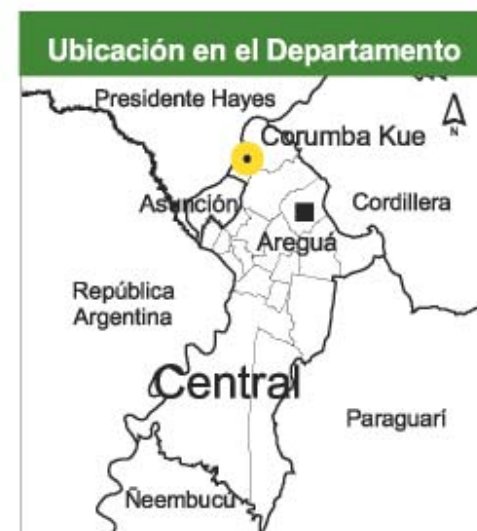 Ubicación en el Departamento
Presidente Hayes
N
Corumba Kue
Asunción
Cordillera
Areguá
República
Argentina
Central
Paraguarí
Ñeembucú